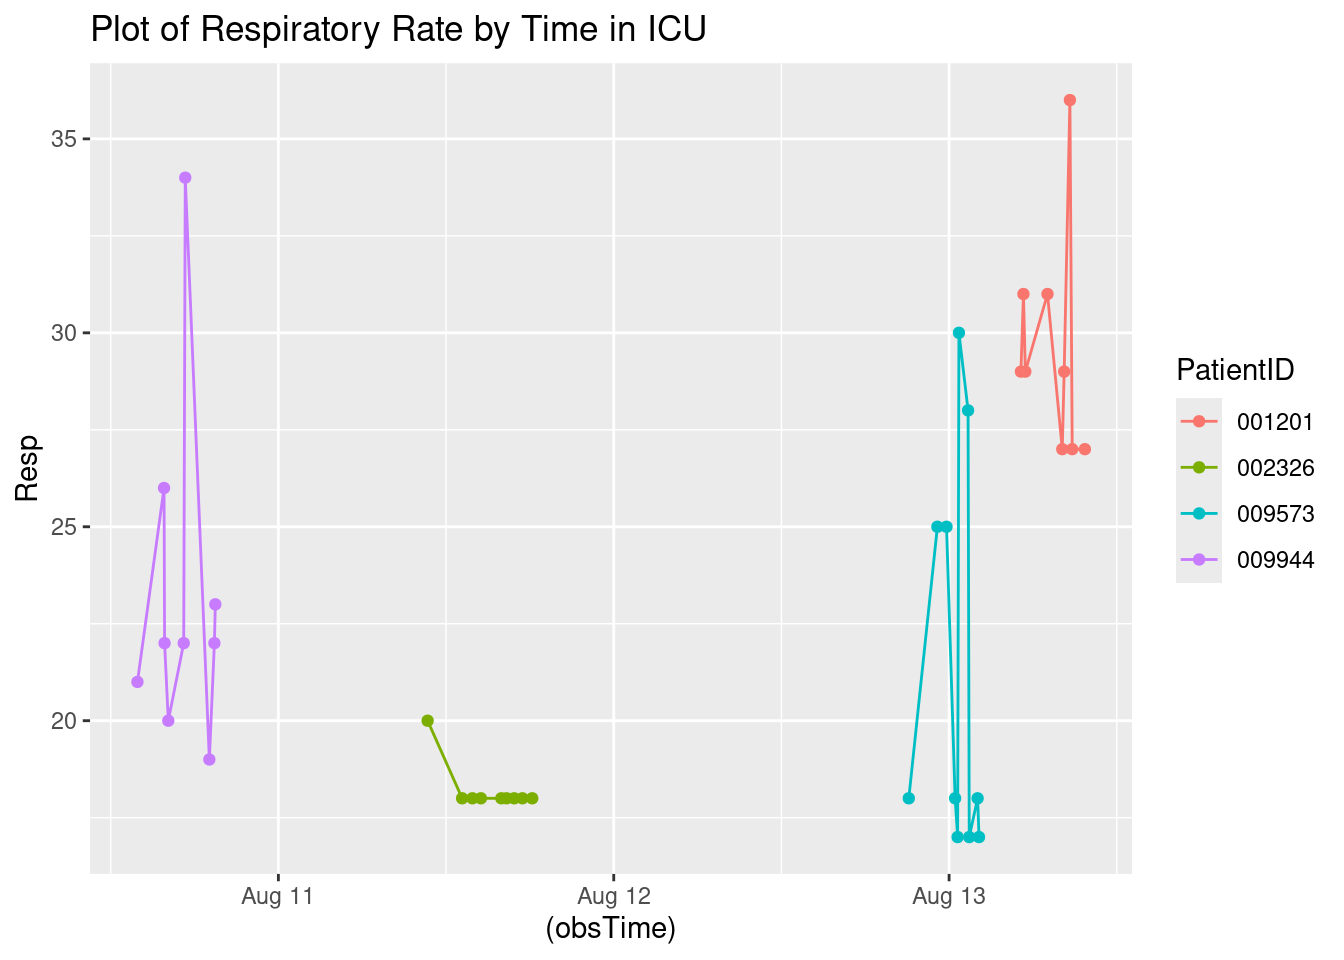 Plot of Respiratory Rate by Time in ICU
35
30
25
20
Resp
Aug 11
Aug 12
Aug 13
(obsTime)
PatientID
001201
002326
009573
009944